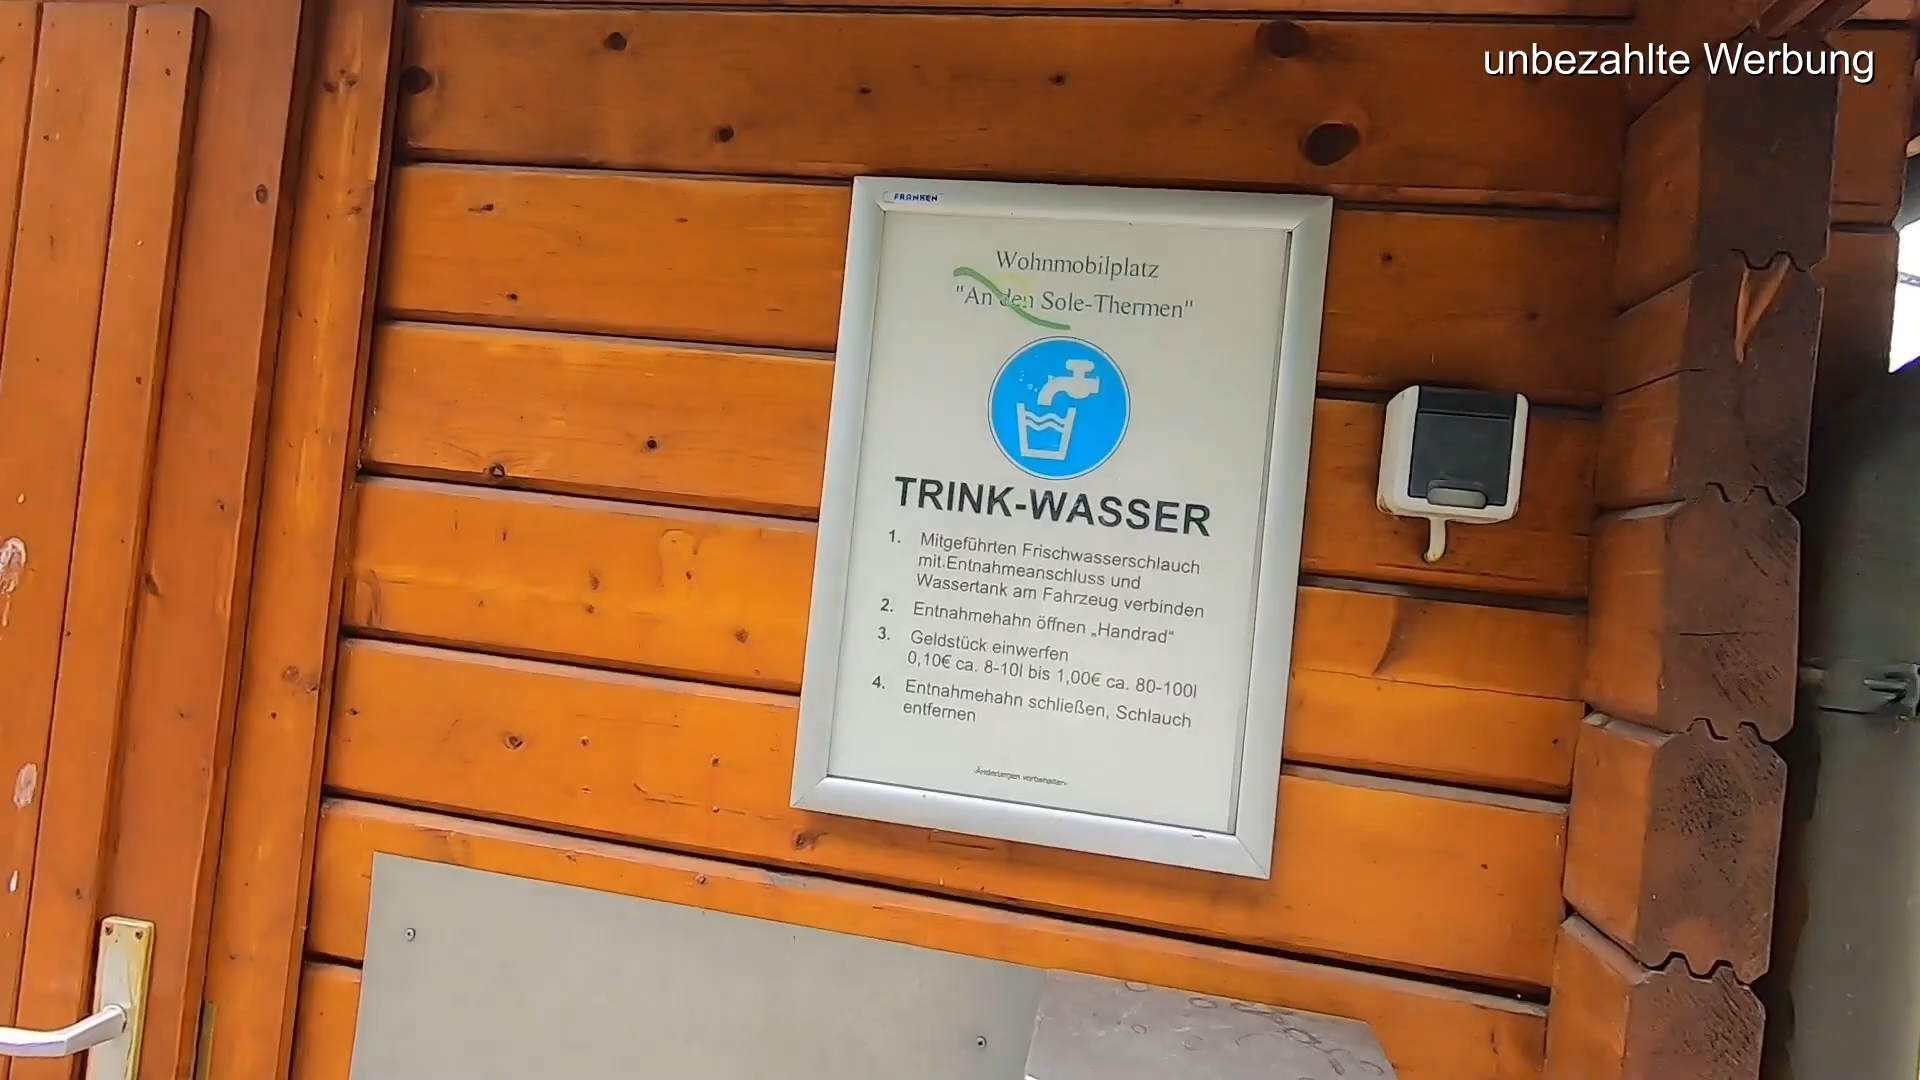 unbezahlte Werbung
FRANKEN
Wohnmobilplatz
"An den Sole-Thermen"
TRINK-WASSER
1. Mitgeführten Frischwasserschlauch
mit Entnahmeanschluss und
Wassertank am Fahrzeug verbinden
2. Entnahmehahn öffnen „Handrad“
3. Geldstück einwerfen
0,10€ ca. 8-10l bis 1,00€ ca. 80-100l
4. Entnahmehahn schließen, Schlauch
entfernen
-Änderungen vorbehalten-